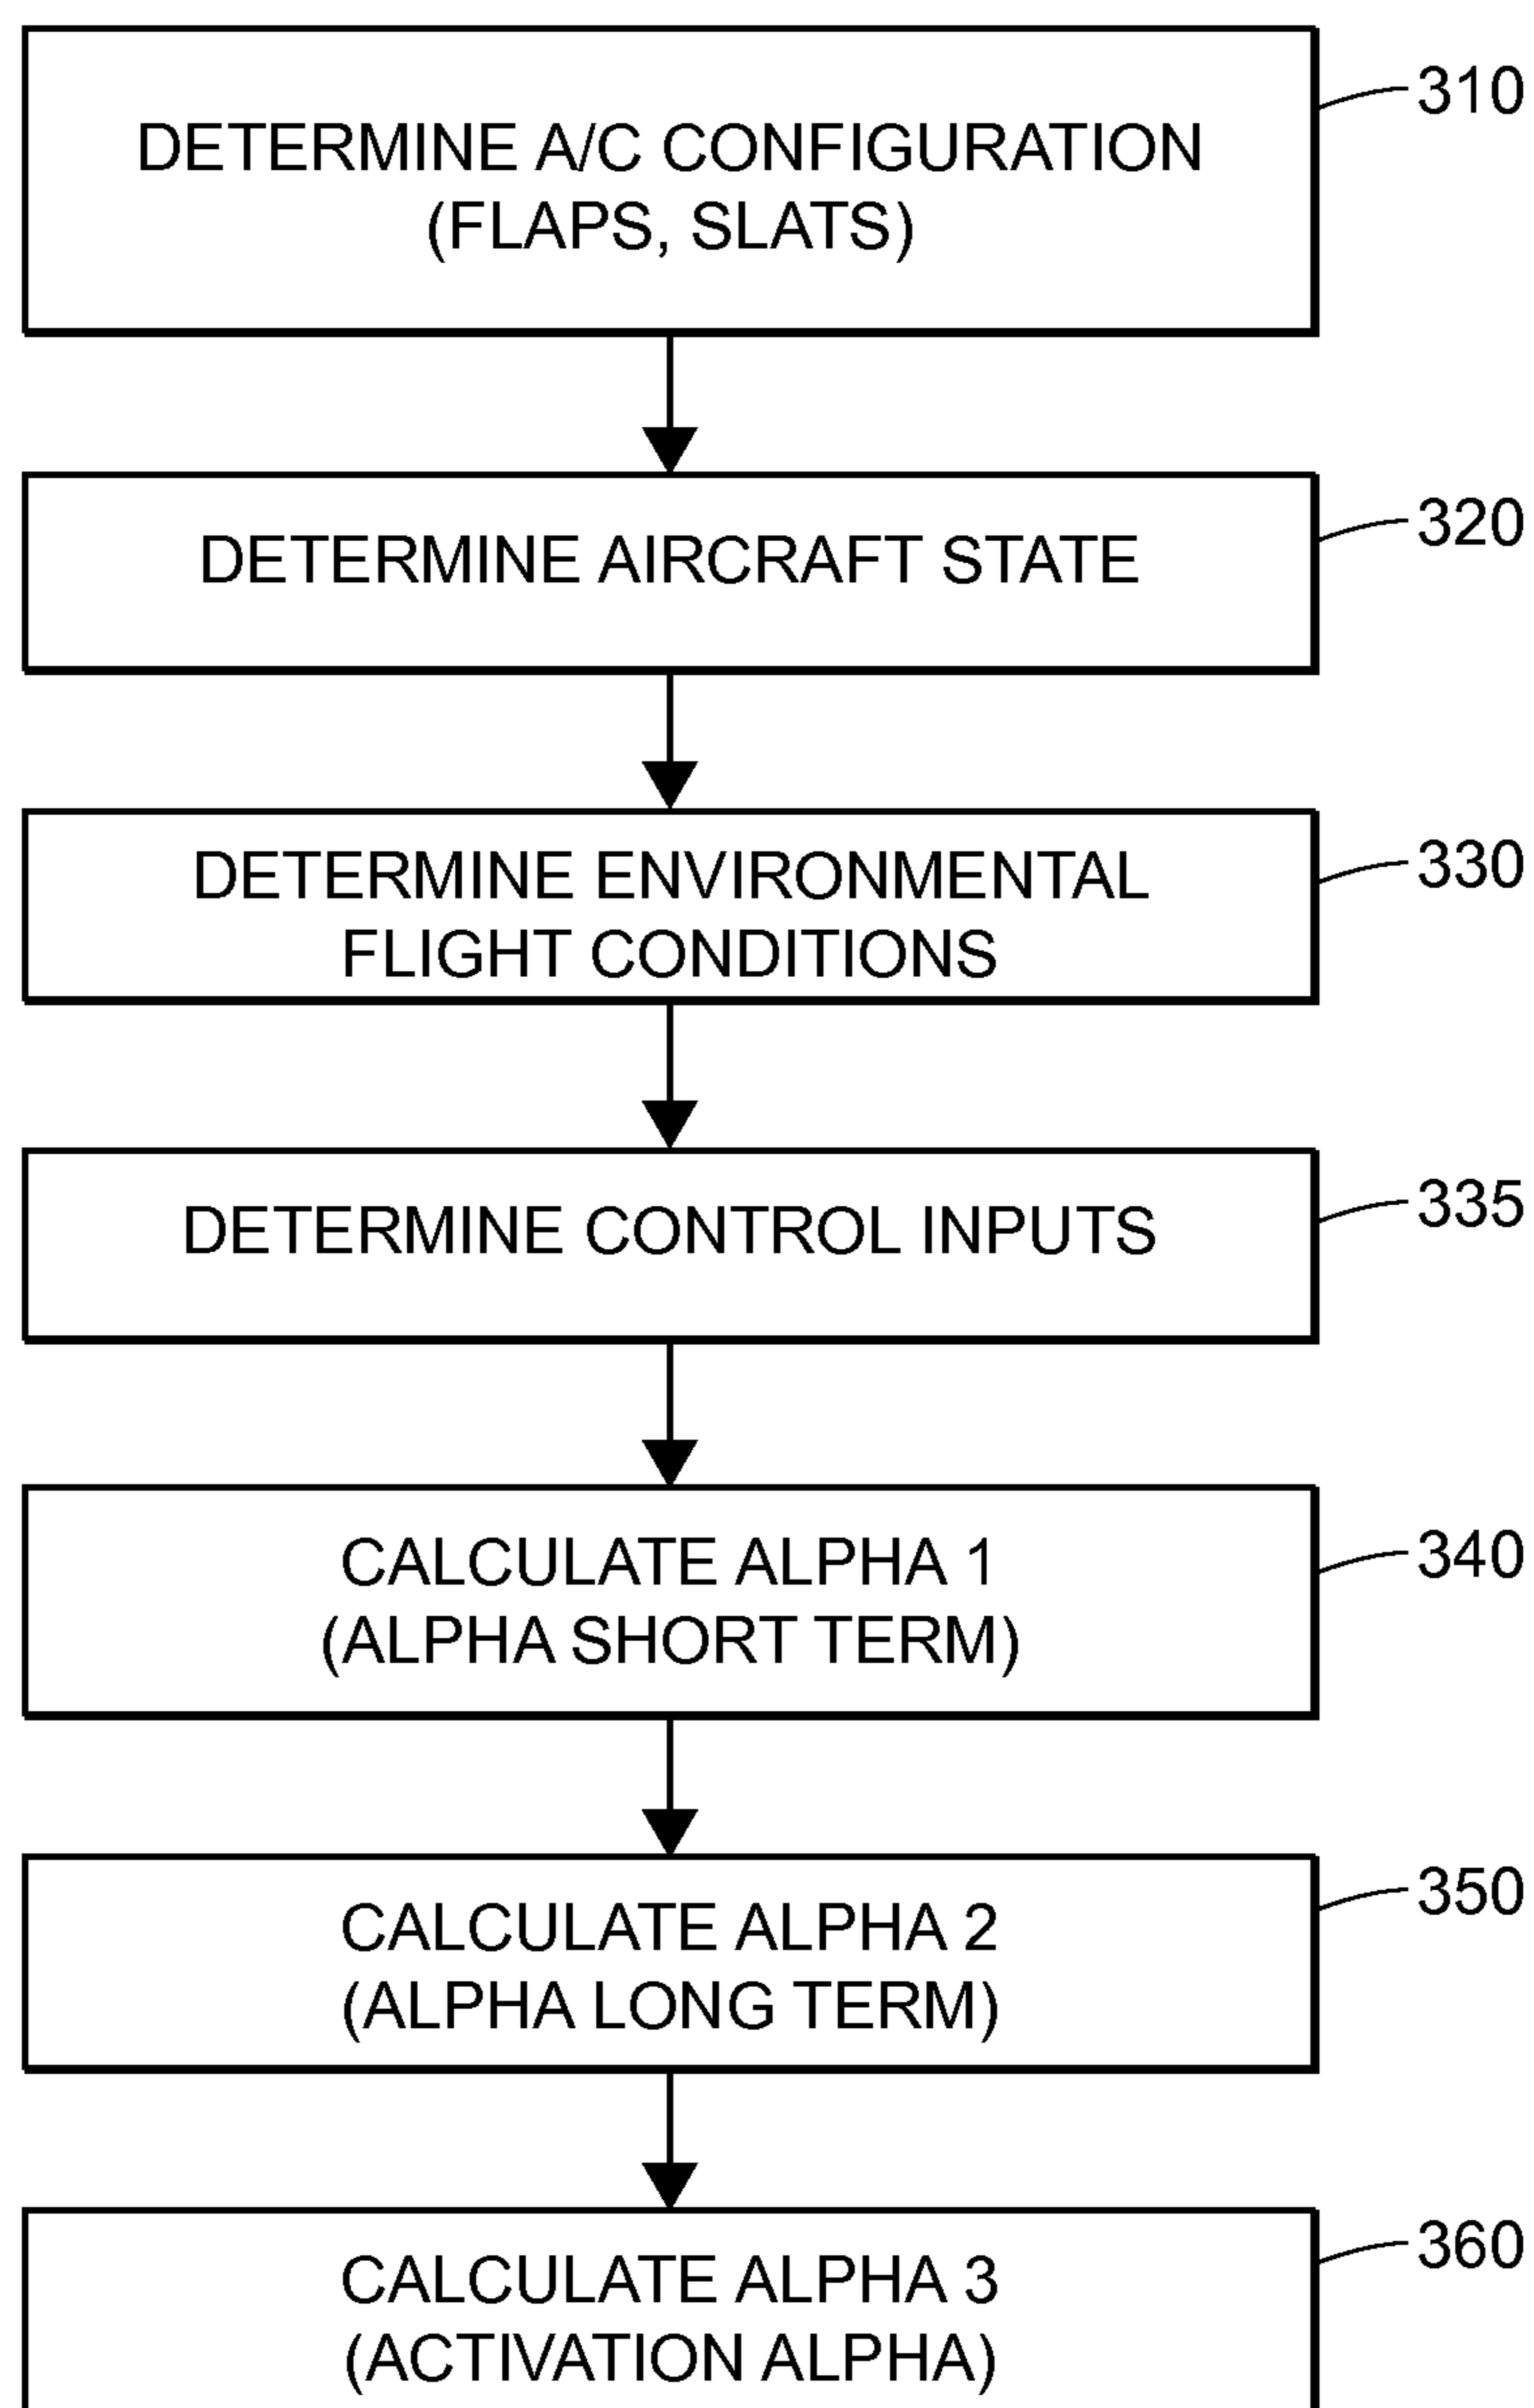 DETERMINE A/C CONFIGURATION
(FLAPS, SLATS)
310
DETERMINE AIRCRAFT STATE
320
DETERMINE ENVIRONMENTAL
FLIGHT CONDITIONS
330
DETERMINE CONTROL INPUTS
335
CALCULATE ALPHA 1
(ALPHA SHORT TERM)
340
CALCULATE ALPHA 2
(ALPHA LONG TERM)
350
CALCULATE ALPHA 3
(ACTIVATION ALPHA)
360